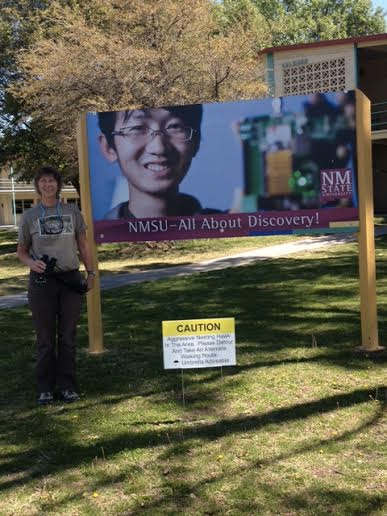 NM
STATE
UNIVERSITY
NMSU-All About Discovery!
CAUTION
Aggressive Nesting Hawk
In The Area. Please Detour
And Take An Alternate
Walking Route.
Umbrella Advisable